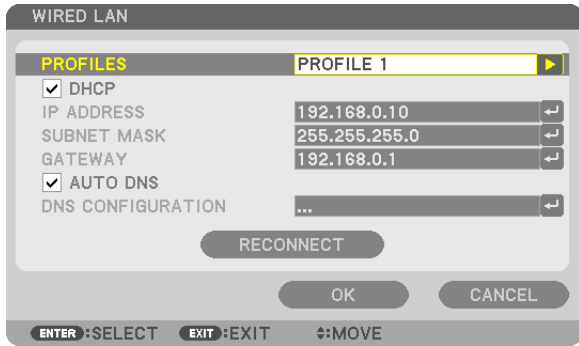 WIRED LAN
PROFILES PROFILE 1
DHCP
IP ADDRESS 192.168.0.10
SUBNET MASK 255.255.255.0
GATEWAY 192.168.0.1
AUTO DNS
DNS CONFIGURATION ...
RECONNECT
OK CANCEL
ENTER:SELECT EXIT:EXIT :MOVE